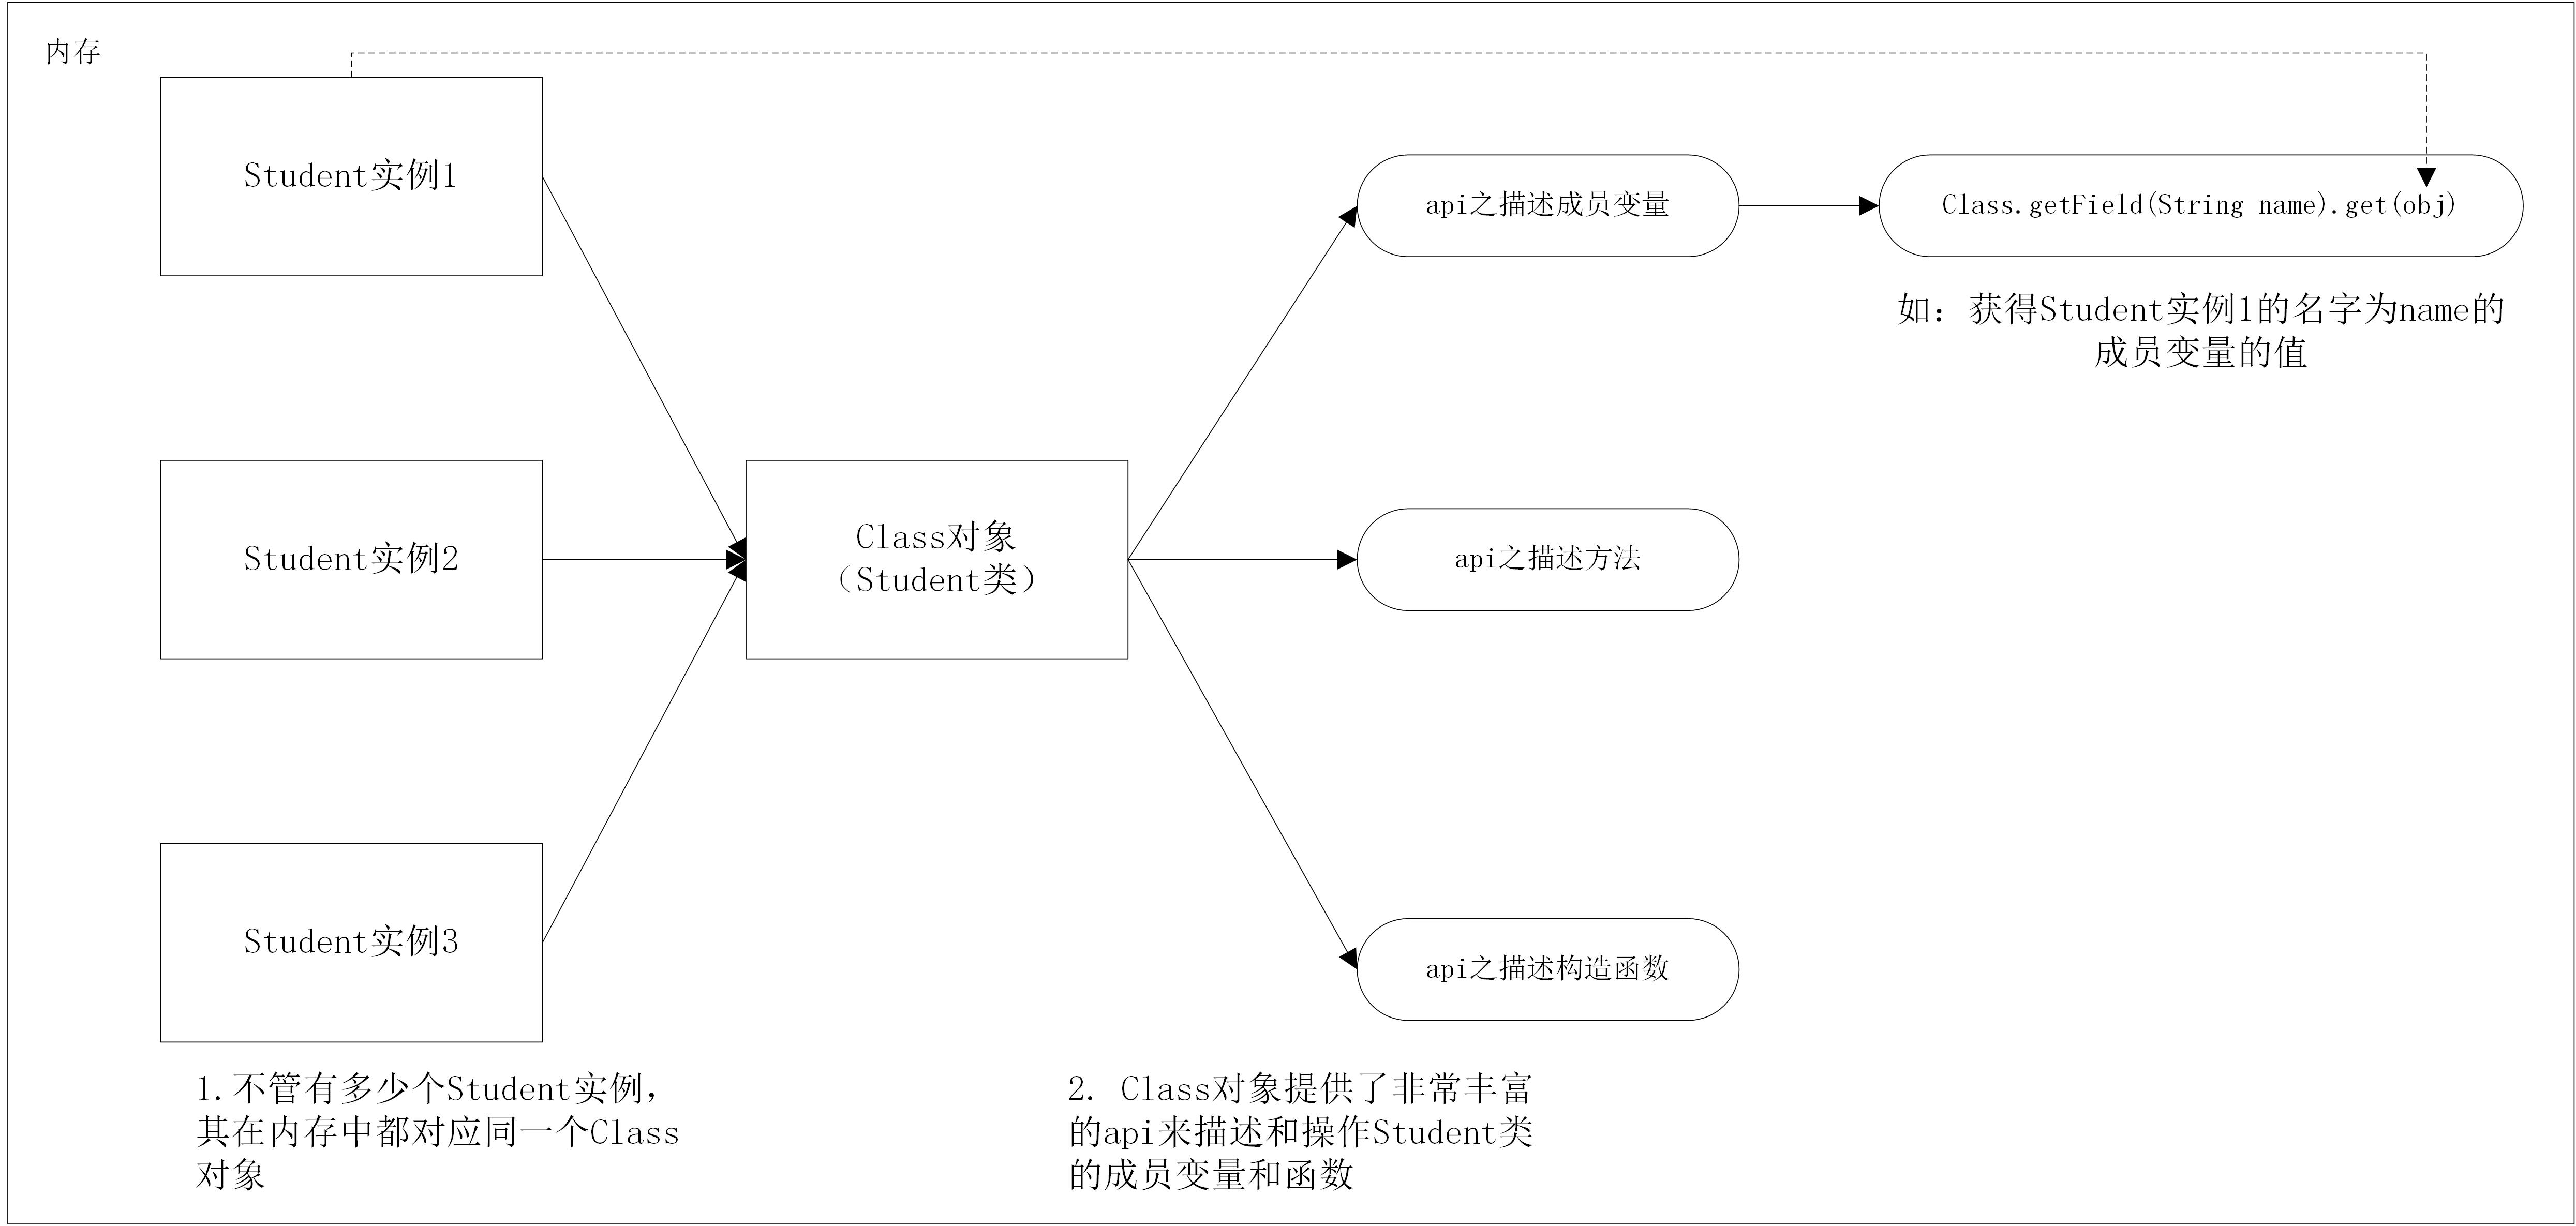 内存
Student实例1
api之描述成员变量
Class.getField(String name).get(obj)
如：获得Student实例1的名字为name的
成员变量的值
Student实例2
Class对象
（Student类）
api之描述方法
Student实例3
api之描述构造函数
1.不管有多少个Student实例，
其在内存中都对应同一个Class
对象
2. Class对象提供了非常丰富
的api来描述和操作Student类
的成员变量和函数